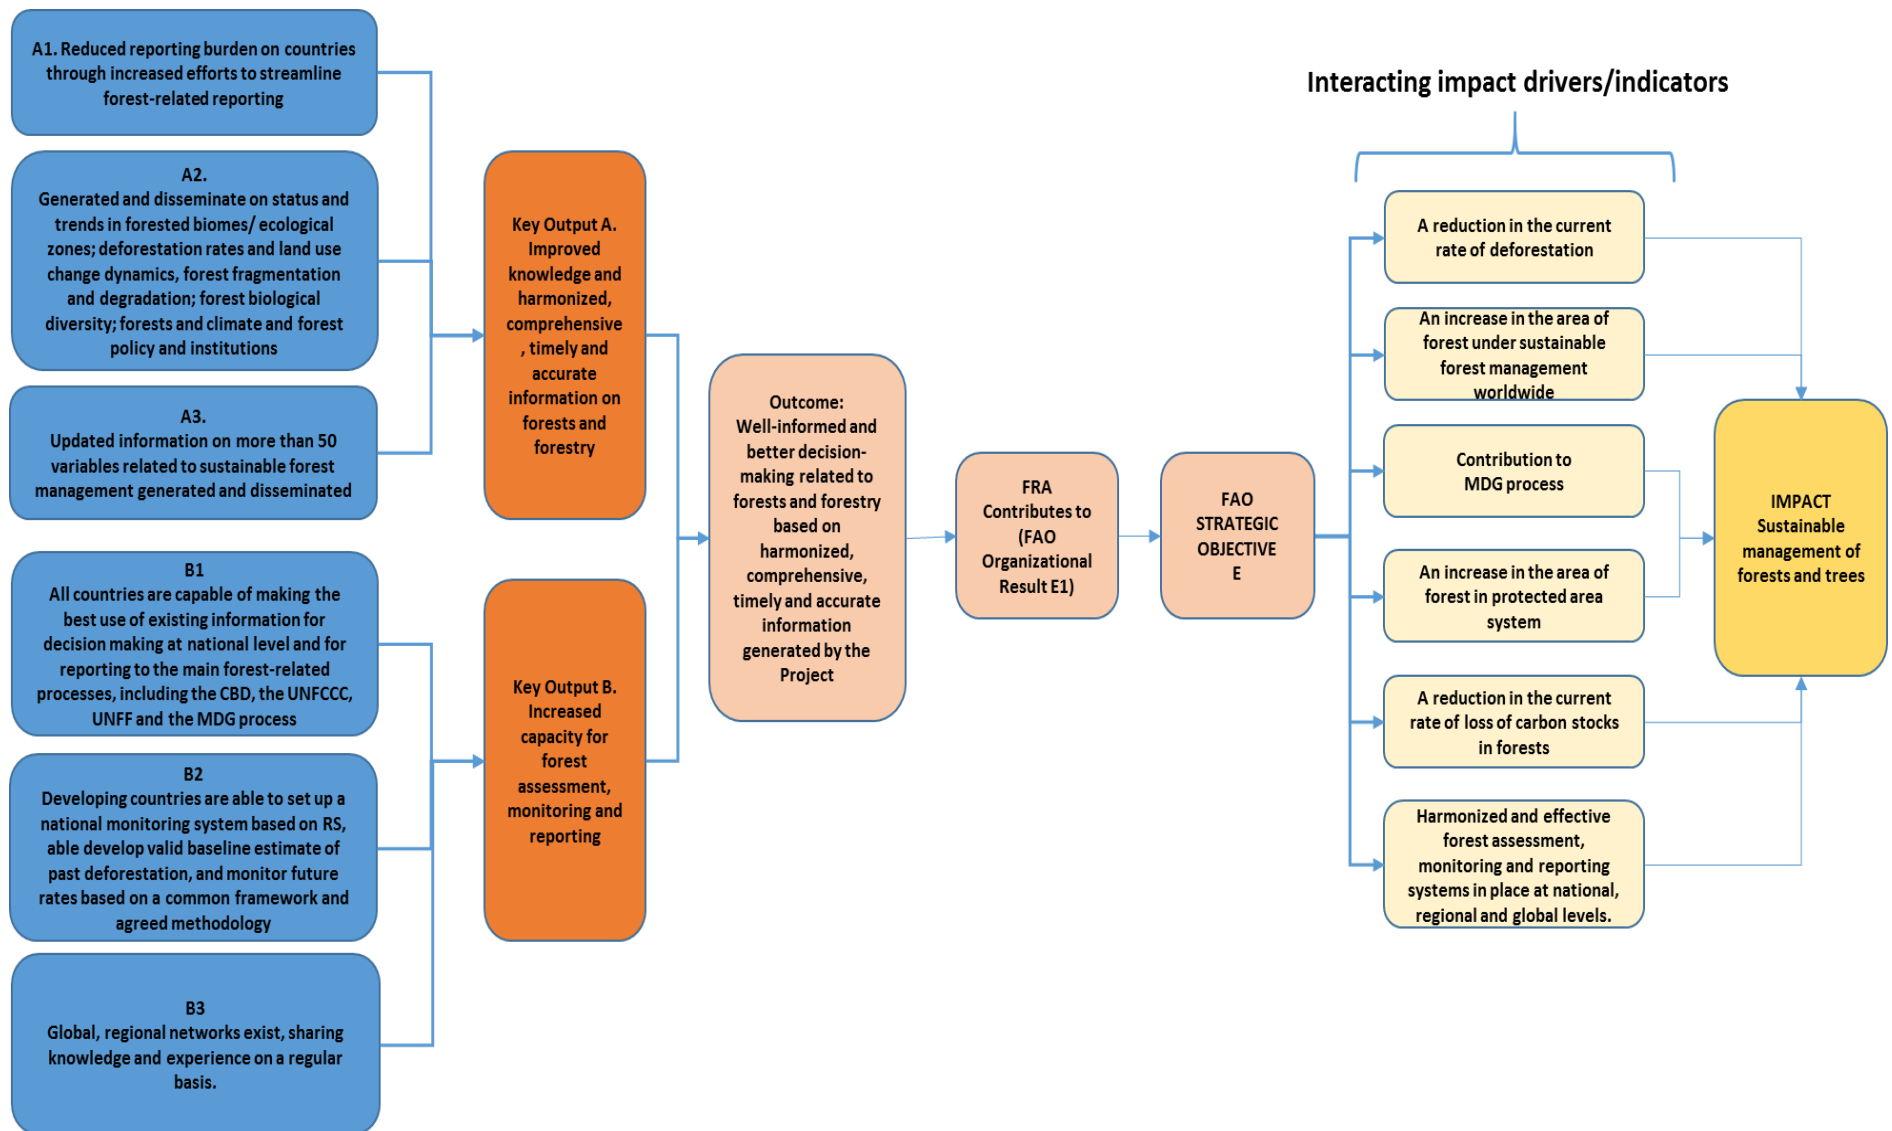 A1. Reduced reporting burden on countries
through increased efforts to streamline
forest-related reporting
A2.
Generated and disseminate on status and
trends in forested biomes/ ecological
zones; deforestation rates and land use
change dynamics, forest fragmentation
and degradation; forest biological
diversity; forests and climate and forest
policy and institutions
A3.
Updated information on more than 50
variables related to sustainable forest
management generated and disseminated
B1
All countries are capable of making the
best use of existing information for
decision making at national level and for
reporting to the main forest-related
processes, including the CBD, the UNFCCC,
UNFF and the MDG process
B2
Developing countries are able to set up a
national monitoring system based on RS,
able develop valid baseline estimate of
past deforestation, and monitor future
rates based on a common framework and
agreed methodology
B3
Global, regional networks exist, sharing
knowledge and experience on a regular
basis.
Key Output A.
Improved
knowledge and
harmonized,
comprehensive
, timely and
accurate
information on
forests and
forestry
Key Output B.
Increased
capacity for
forest
assessment,
monitoring and
reporting
Outcome:
Well-informed and
better decision-
making related to
forests and forestry
based on
harmonized,
comprehensive,
timely and accurate
information
generated by the
Project
FRA
Contributes to
(FAO
Organizational
Result E1)
FAO
STRATEGIC
OBJECTIVE
E
Interacting impact drivers/indicators
A reduction in the current
rate of deforestation
An increase in the area of
forest under sustainable
forest management
worldwide
Contribution to
MDG process
An increase in the area of
forest in protected area
system
A reduction in the current
rate of loss of carbon stocks
in forests
Harmonized and effective
forest assessment,
monitoring and reporting
systems in place at national,
regional and global levels.
IMPACT
Sustainable
management of
forests and trees